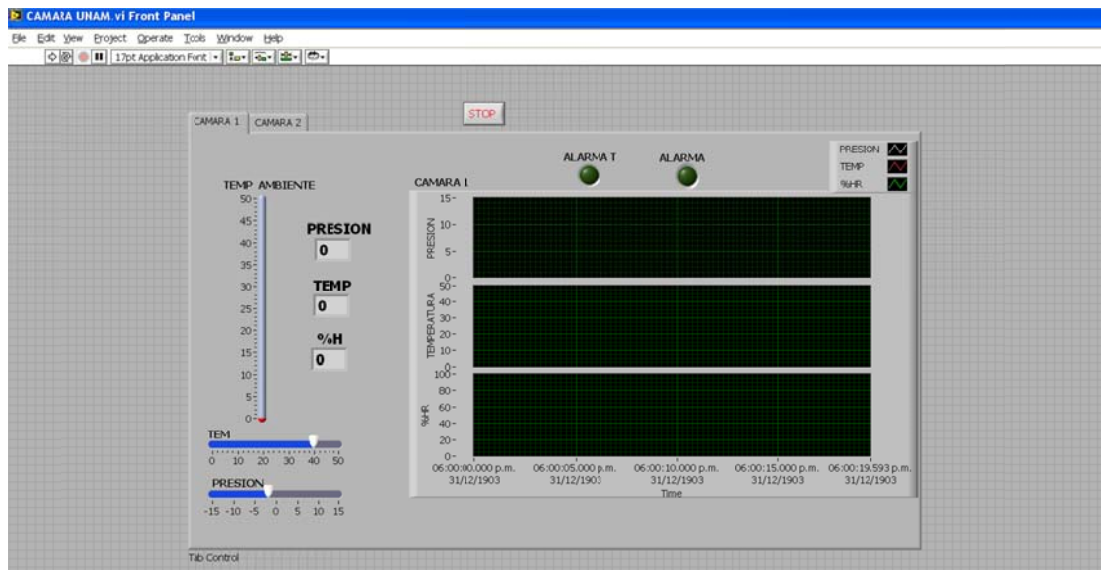 CAMARA UNAM.vi Front Panel
File Edit View Project Operate Tools Window Help
17pt Application Font
STOP
CAMARA 1 CAMARA 2
ALARMA T ALARMA
PRESION
TEMP
%HR
TEMP AMBIENTE
50
45
40
35
30
25
20
15
10
5
0
PRESION
0
TEMP
0
%H
0
TEM
0 10 20 30 40 50
PRESION
-15 -10 -5 0 5 10 15
CAMARA 1
PRESION
15
10
5
0
TEMPERATURA
50
40
30
20
10
0
%HR
100
80
60
40
20
0
06:00:00.000 p.m. 06:00:05.000 p.m. 06:00:10.000 p.m. 06:00:15.000 p.m. 06:00:19.593 p.m.
31/12/1903 31/12/1903 31/12/1903 31/12/1903 31/12/1903
Time
Tab Control